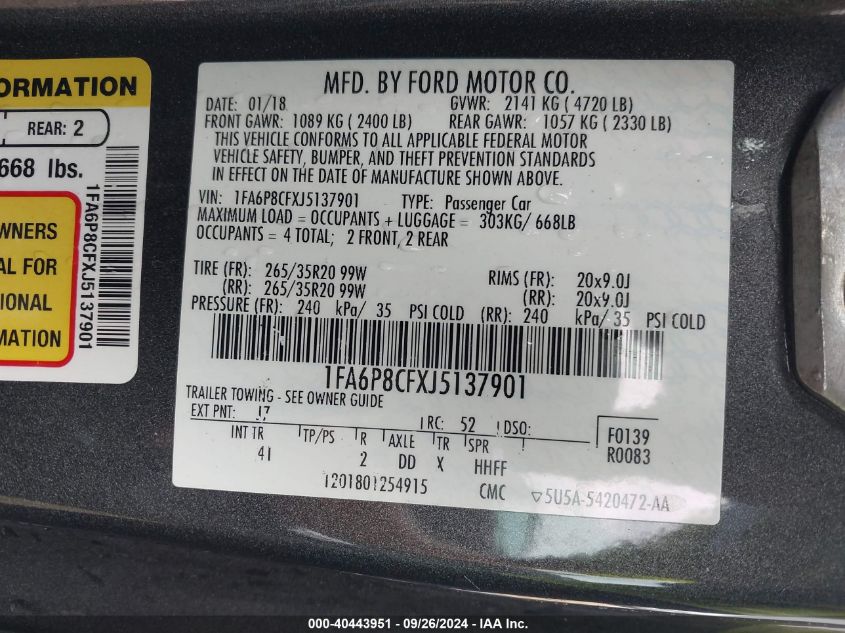 ORMATION
REAR: 2
668 lbs.
WNERS
AL FOR
IONAL
MATION
1FA6P8CFXJ5137901
MFD. BY FORD MOTOR CO.
DATE: 01/18 GVWR: 2141 KG ( 4720 LB)
FRONT GAWR: 1089 KG ( 2400 LB) REAR GAWR: 1057 KG ( 2330 LB)
THIS VEHICLE CONFORMS TO ALL APPLICABLE FEDERAL MOTOR
VEHICLE SAFETY, BUMPER, AND THEFT PREVENTION STANDARDS
IN EFFECT ON THE DATE OF MANUFACTURE SHOWN ABOVE.
VIN: 1FA6P8CFXJ5137901 TYPE: Passenger Car
MAXIMUM LOAD = OCCUPANTS + LUGGAGE = 303KG/ 668LB
OCCUPANTS = 4 TOTAL; 2 FRONT, 2 REAR
TIRE (FR): 265/35R20 99W RIMS (FR): 20x9.0J
(RR): 265/35R20 99W (RR): 20x9.0J
PRESSURE (FR): 240 kPa/ 35 PSI COLD (RR): 240 kPa/ 35 PSI COLD
1FA6P8CFXJ5137901
TRAILER TOWING - SEE OWNER GUIDE
EXT PNT: J7 RC: 52 DSO: F0139
INT TR TP/PS R AXLE TR SPR R0083
41 2 DD X HHFF
1201801254915 CMC ▽5U5A-5420472-AA
000-40443951 - 09/26/2024 - IAA Inc.